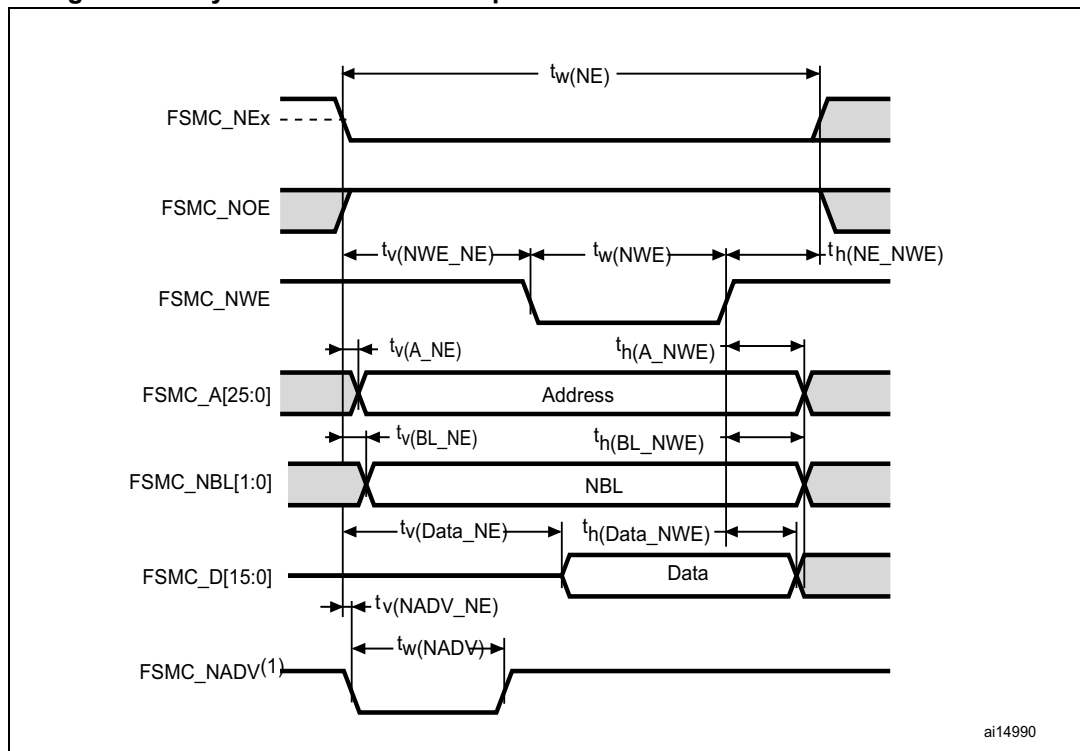 tw(NE)
FSMC_NEx
FSMC_NOE
tv(NWE_NE) tw(NWE) th(NE_NWE)
FSMC_NWE
tv(A_NE) th(A_NWE)
FSMC_A[25:0] Address
tv(BL_NE) th(BL_NWE)
FSMC_NBL[1:0] NBL
tv(Data_NE) th(Data_NWE)
FSMC_D[15:0] Data
tv(NADV_NE)
tw(NADV)
FSMC_NADV(1)
ai14990